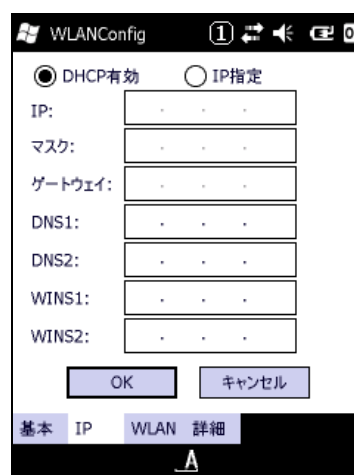 WLANConfig 1
DHCP有効 IP指定
IP: . . .
マスク: . . .
ゲートウェイ: . . .
DNS1: . . .
DNS2: . . .
WINS1: . . .
WINS2: . . .
OK キャンセル
基本 IP WLAN 詳細
A